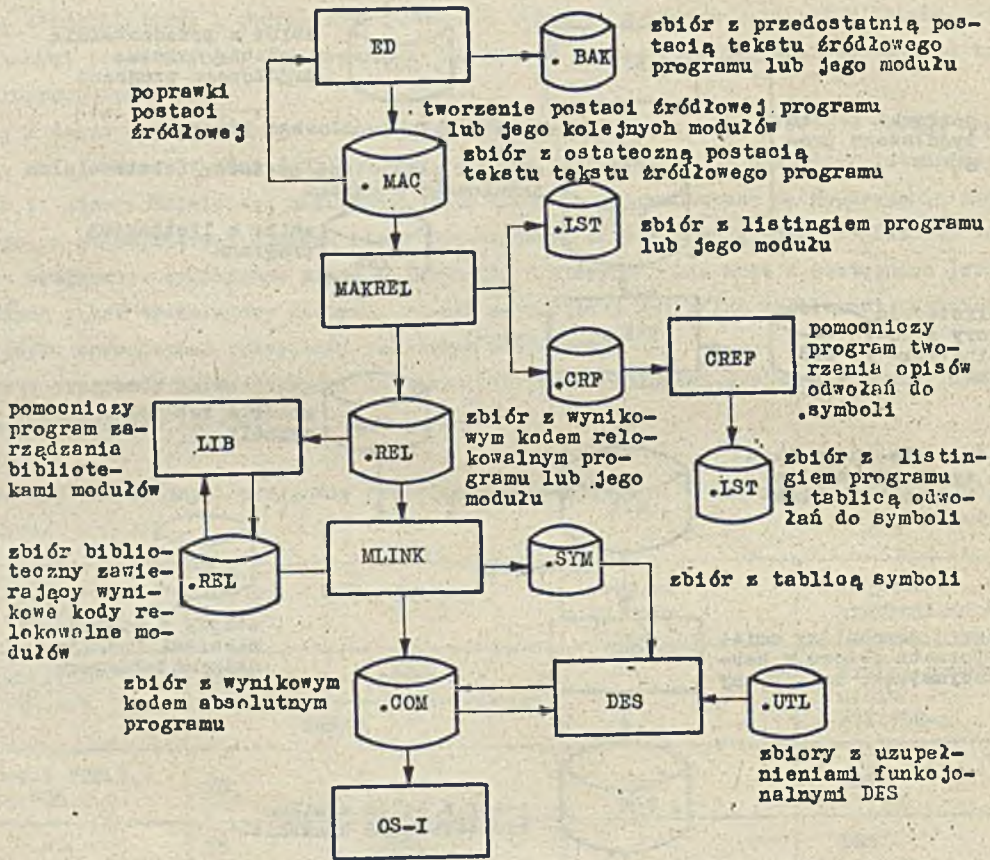 ED
. BAK
zbiór z przedostatnią pos-
tacią tekstu źródłowego
programu lub jego modułu
poprawki
postaci
źródłowej
tworzenie postaci źródłowej programu
lub jego kolejnych modułów
. MAC
zbiór z ostateczną postacią
tekstu tekstu źródłowego programu
.LST
zbiór z listingiem programu
lub jego modułu
MAKREL
.CRF
CREF
pomocniczy
program two-
rzenia opisów
odwołań do
symboli
pomocniczy
program za-
rządzania
bibliote-
kami modułów
LIB
.REL
zbiór z wyniko-
wym kodem relo-
kowalnym pro-
gramu lub jego
modułu
.LST
zbiór z listin-
giem programu
i tablicą odwo-
łań do symboli
zbiór biblio-
teczny zawie-
rający wyni-
kowe kody re-
lokowalne mo-
dułów
.REL
MLINK
.SYM
zbiór z tablicą symboli
zbiór z wynikowym
kodem absolutnym
programu
.COM
DES
.UTL
zbiory z uzupeł-
nieniami funkcjo-
nalnymi DES
OS-I